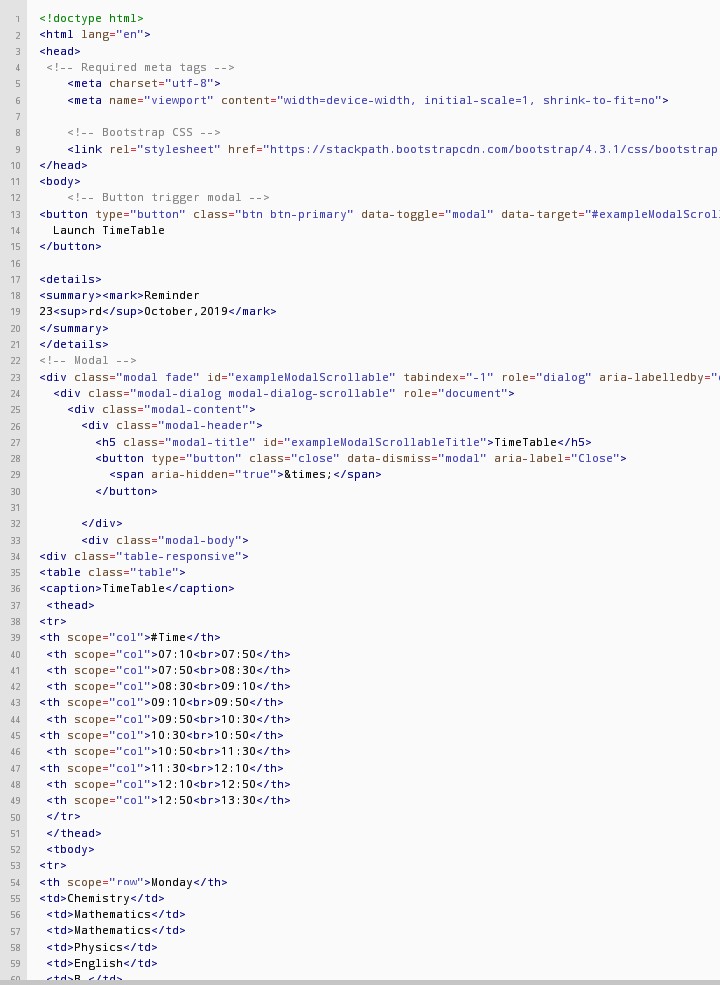 1 <!doctype html>
2 <html lang="en">
3 <head>
4 <!-- Required meta tags -->
5 <meta charset="utf-8">
6 <meta name="viewport" content="width=device-width, initial-scale=1, shrink-to-fit=no">
7
8 <!-- Bootstrap CSS -->
9 <link rel="stylesheet" href="https://stackpath.bootstrapcdn.com/bootstrap/4.3.1/css/bootstrap
10 </head>
11 <body>
12 <!-- Button trigger modal -->
13 <button type="button" class="btn btn-primary" data-toggle="modal" data-target="#exampleModalScroll
14 Launch TimeTable
15 </button>
16
17 <details>
18 <summary><mark>Reminder
19 23<sup>rd</sup>October,2019</mark>
20 </summary>
21 </details>
22 <!-- Modal -->
23 <div class="modal fade" id="exampleModalScrollable" tabindex="-1" role="dialog" aria-labelledby="
24 <div class="modal-dialog modal-dialog-scrollable" role="document">
25 <div class="modal-content">
26 <div class="modal-header">
27 <h5 class="modal-title" id="exampleModalScrollableTitle">TimeTable</h5>
28 <button type="button" class="close" data-dismiss="modal" aria-label="Close">
29 <span aria-hidden="true">&times;</span>
30 </button>
31
32 </div>
33 <div class="modal-body">
34 <div class="table-responsive">
35 <table class="table">
36 <caption>TimeTable</caption>
37 <thead>
38 <tr>
39 <th scope="col">#Time</th>
40 <th scope="col">07:10<br>07:50</th>
41 <th scope="col">07:50<br>08:30</th>
42 <th scope="col">08:30<br>09:10</th>
43 <th scope="col">09:10<br>09:50</th>
44 <th scope="col">09:50<br>10:30</th>
45 <th scope="col">10:30<br>10:50</th>
46 <th scope="col">10:50<br>11:30</th>
47 <th scope="col">11:30<br>12:10</th>
48 <th scope="col">12:10<br>12:50</th>
49 <th scope="col">12:50<br>13:30</th>
50 </tr>
51 </thead>
52 <tbody>
53 <tr>
54 <th scope="row">Monday</th>
55 <td>Chemistry</td>
56 <td>Mathematics</td>
57 <td>Mathematics</td>
58 <td>Physics</td>
59 <td>English</td>
60 <td>B </td>